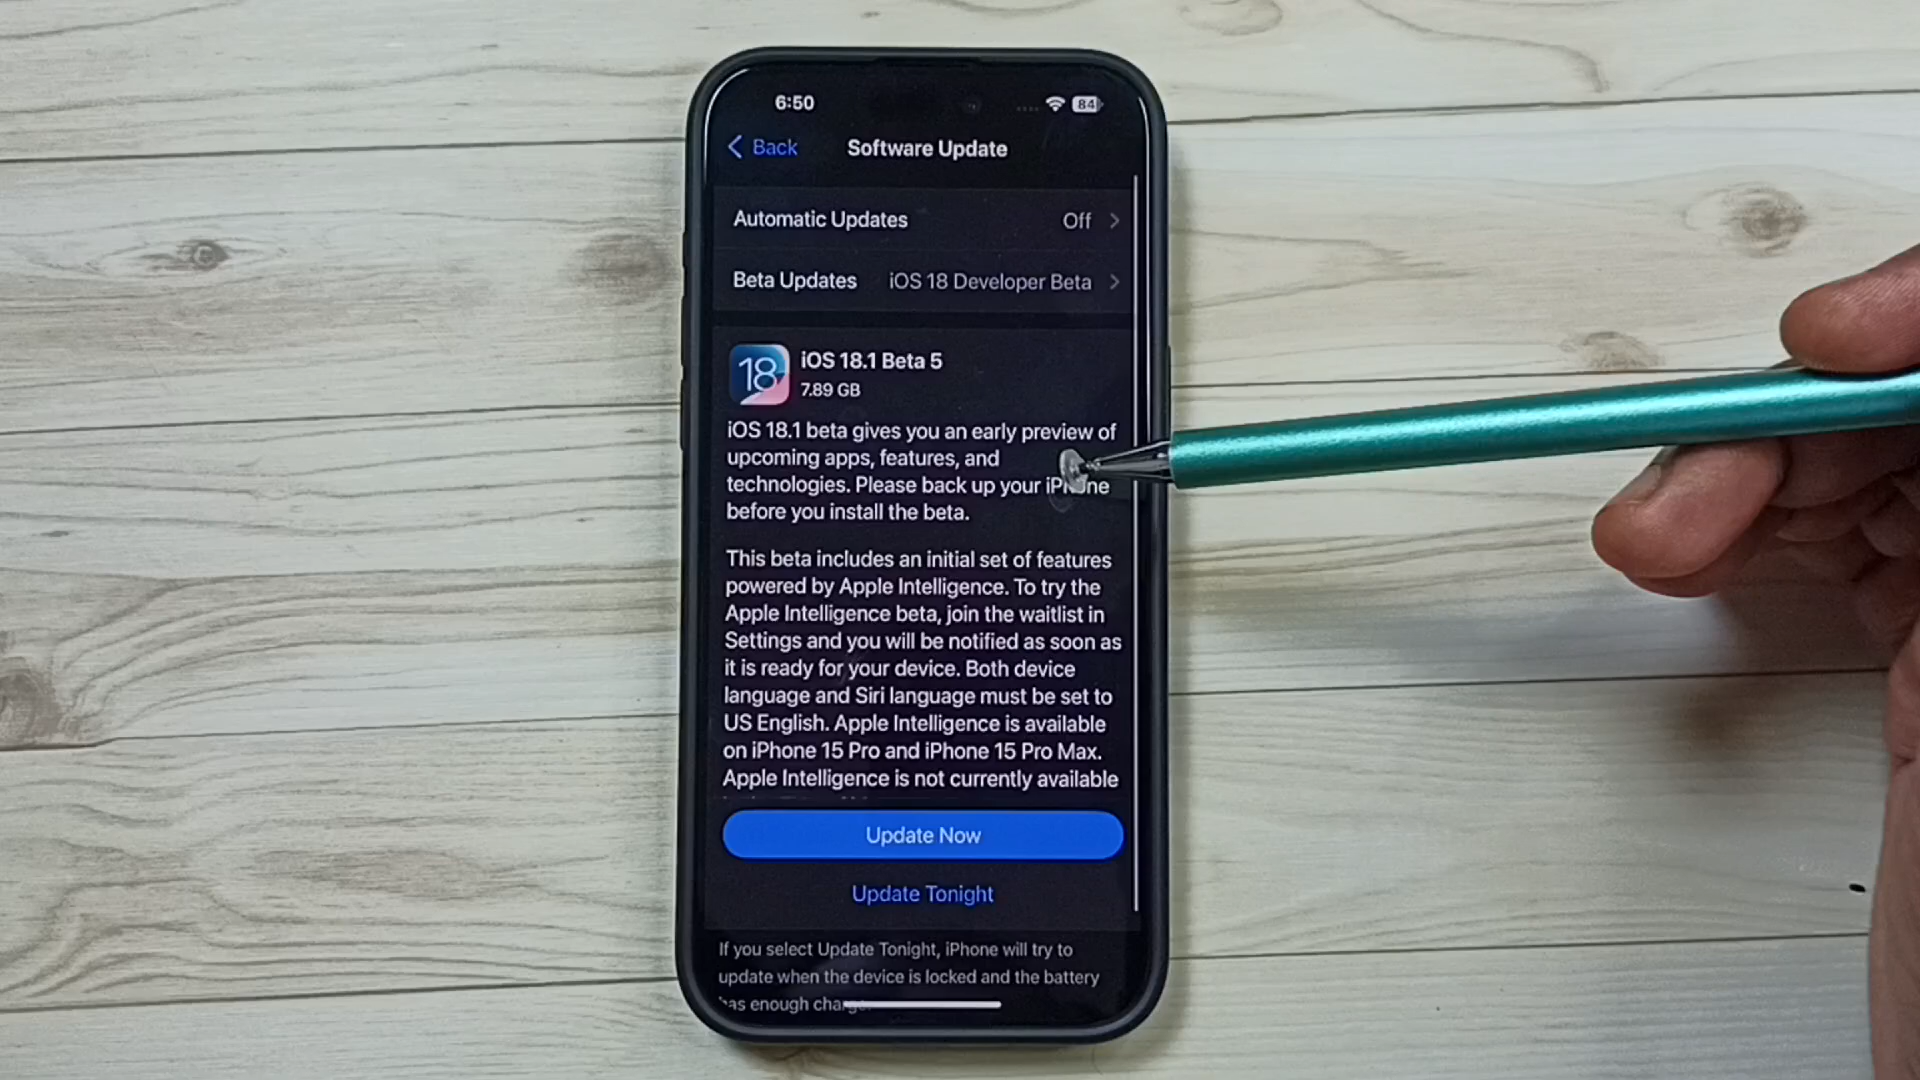 6:50
84
Back
Software Update
Automatic Updates Off
Beta Updates iOS 18 Developer Beta
18
iOS 18.1 Beta 5
7.89 GB
iOS 18.1 beta gives you an early preview of
upcoming apps, features, and
technologies. Please back up your iPhone
before you install the beta.
This beta includes an initial set of features
powered by Apple Intelligence. To try the
Apple Intelligence beta, join the waitlist in
Settings and you will be notified as soon as
it is ready for your device. Both device
language and Siri language must be set to
US English. Apple Intelligence is available
on iPhone 15 Pro and iPhone 15 Pro Max.
Apple Intelligence is not currently available
Update Now
Update Tonight
If you select Update Tonight, iPhone will try to
update when the device is locked and the battery
has enough charge.